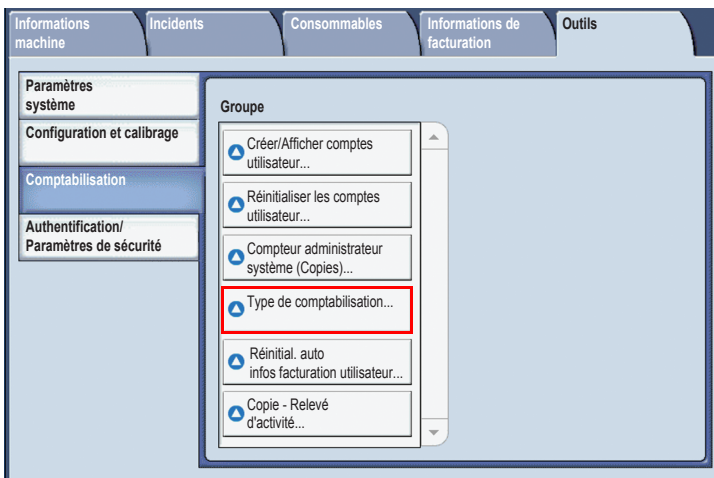 Informations
machine
Incidents
Consommables
Informations de
facturation
Outils
Paramètres
système
Configuration et calibrage
Comptabilisation
Authentification/
Paramètres de sécurité
Groupe
Créer/Afficher comptes
utilisateur...
Réinitialiser les comptes
utilisateur...
Compteur administrateur
système (Copies)...
Type de comptabilisation...
Réinitial. auto
infos facturation utilisateur...
Copie - Relevé
d'activité...